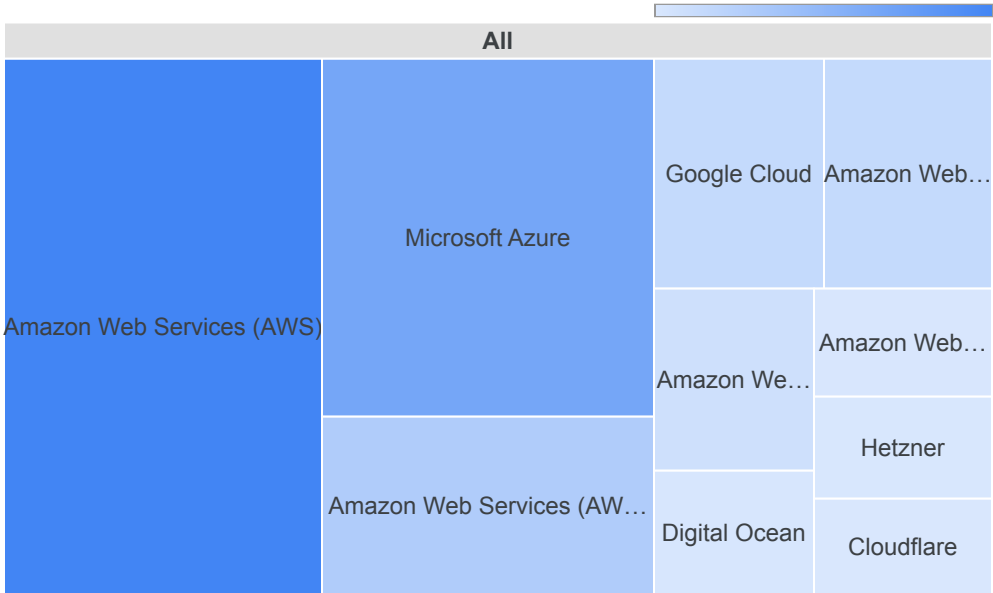 All
Amazon Web Services (AWS)
Microsoft Azure
Amazon Web Services (AW…
Google Cloud
Amazon Web…
Amazon We…
Digital Ocean
Amazon Web…
Hetzner
Cloudflare